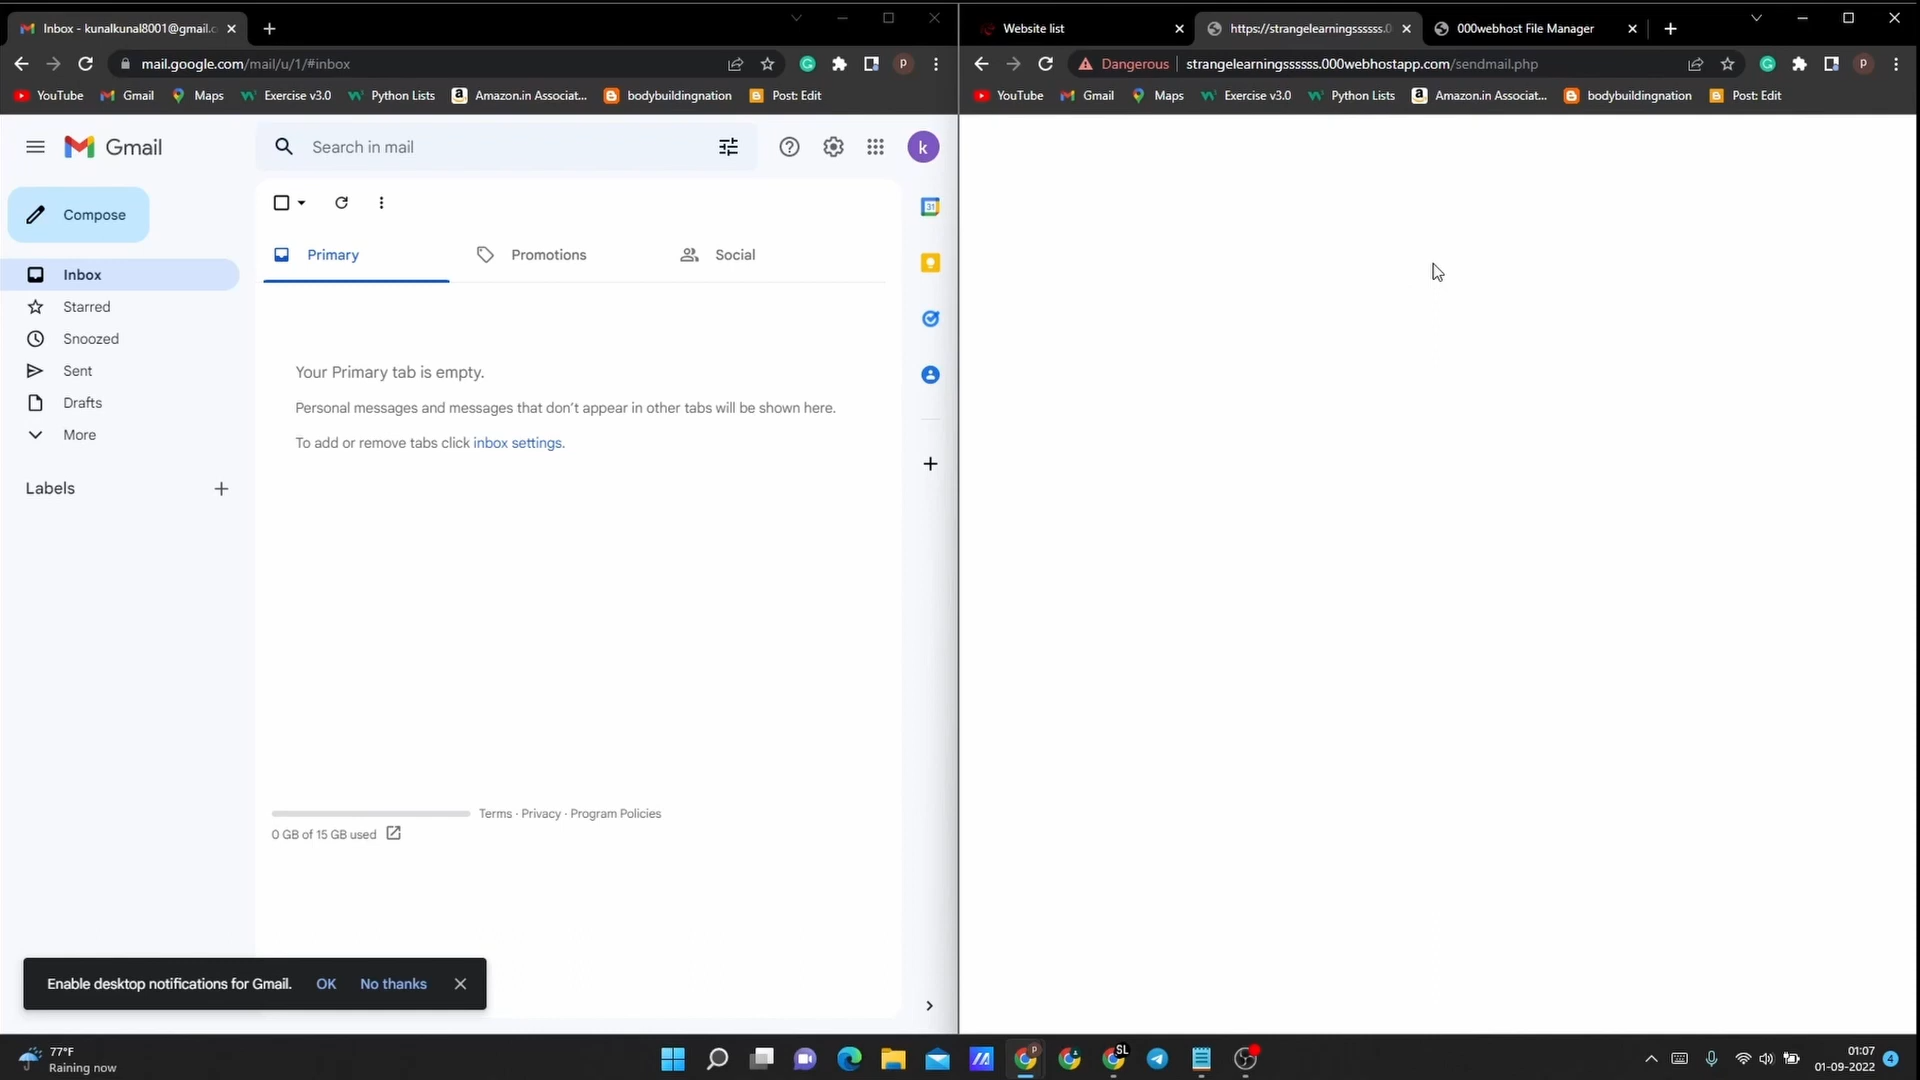 Inbox - kunalkunal8001@gmail.c
mail.google.com/mail/u/1/#inbox
YouTube Gmail Maps Exercise v3.0 Python Lists Amazon.in Associat... bodybuildingnation Post: Edit
Gmail
Search in mail
k
Compose
Inbox
Starred
Snoozed
Sent
Drafts
More
Labels
Primary Promotions Social
Your Primary tab is empty.
Personal messages and messages that don't appear in other tabs will be shown here.
To add or remove tabs click inbox settings.
Terms · Privacy · Program Policies
0 GB of 15 GB used
Enable desktop notifications for Gmail. OK No thanks
31
P
Website list
https://strangelearningssssss.0
000webhost File Manager
Dangerous strangelearningssssss.000webhostapp.com/sendmail.php
P
YouTube Gmail Maps Exercise v3.0 Python Lists Amazon.in Associat... bodybuildingnation Post: Edit
77°F
Raining now
P
SL
01:07
01-09-2022
4